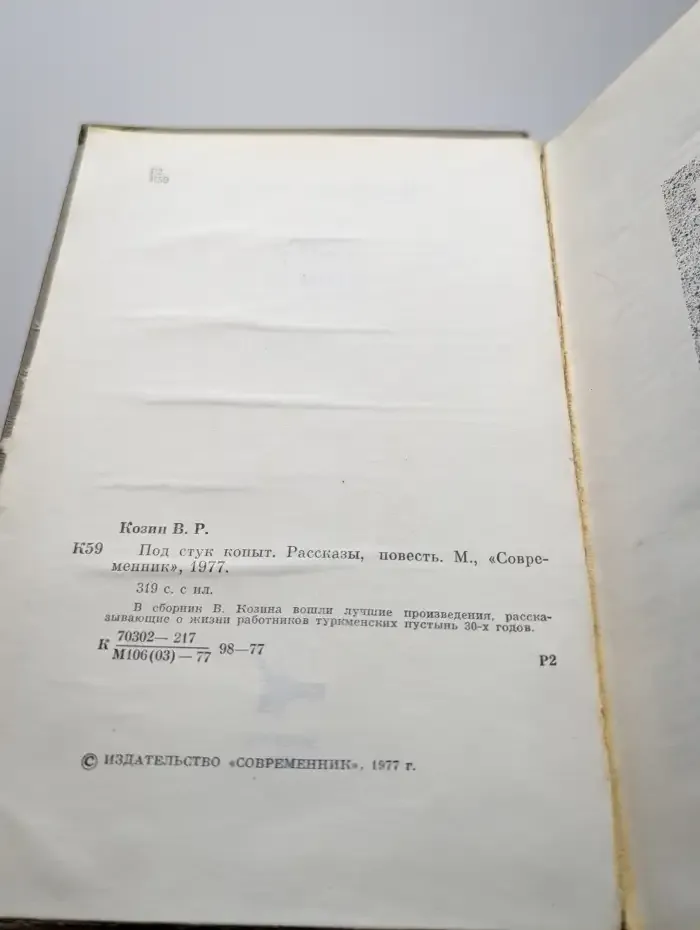 Р2
К59
Козин В. Р.
К59 Под стук копыт. Рассказы, повесть. М., «Совре-
менник», 1977.
319 с. с ил.
В сборник В. Козина вошли лучшие произведения, расска-
зывающие о жизни работников туркменских пустынь 30-х годов.
К 70302—217
М106(03)—77 98—77
Р2
© ИЗДАТЕЛЬСТВО «СОВРЕМЕННИК», 1977 г.